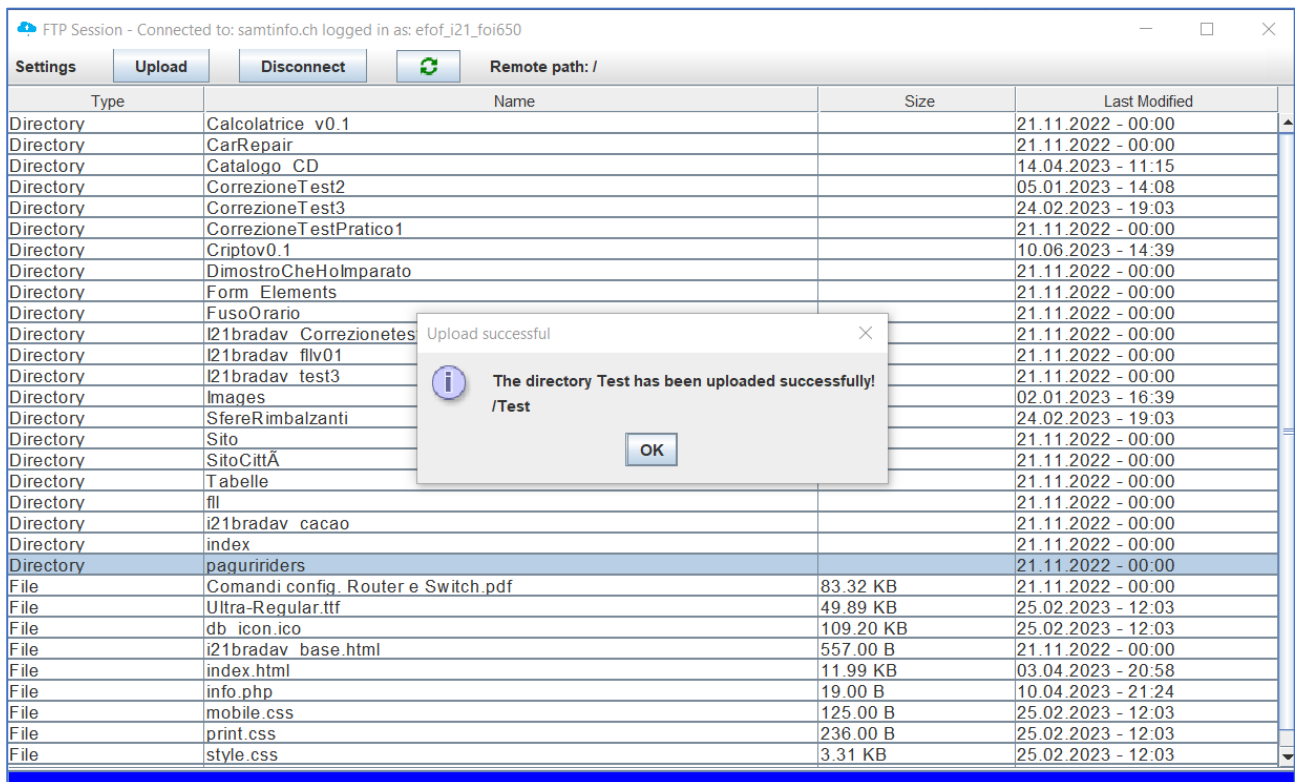 FTP Session - Connected to: samtinfo.ch logged in as: efof_i21_foi650
Settings Upload Disconnect Remote path: /
Type Name Size Last Modified
Directory Calcolatrice_v0.1 21.11.2022 - 00:00
Directory CarRepair 21.11.2022 - 00:00
Directory Catalogo_CD 14.04.2023 - 11:15
Directory CorrezioneTest2 05.01.2023 - 14:08
Directory CorrezioneTest3 24.02.2023 - 19:03
Directory CorrezioneTestPratico1 21.11.2022 - 00:00
Directory Criptov0.1 10.06.2023 - 14:39
Directory DimostroCheHoImparato 21.11.2022 - 00:00
Directory Form_Elements 21.11.2022 - 00:00
Directory FusoOrario 21.11.2022 - 00:00
Directory I21bradav_Correzionetes 21.11.2022 - 00:00
Directory I21bradav_fllv01 21.11.2022 - 00:00
Directory I21bradav_test3 21.11.2022 - 00:00
Directory Images 02.01.2023 - 16:39
Directory SfereRimbalzanti 24.02.2023 - 19:03
Directory Sito 21.11.2022 - 00:00
Directory SitoCittÃ 21.11.2022 - 00:00
Directory Tabelle 21.11.2022 - 00:00
Directory fll 21.11.2022 - 00:00
Directory i21bradav_cacao 21.11.2022 - 00:00
Directory index 21.11.2022 - 00:00
Directory paguririders 21.11.2022 - 00:00
File Comandi config. Router e Switch.pdf 83.32 KB 21.11.2022 - 00:00
File Ultra-Regular.ttf 49.89 KB 25.02.2023 - 12:03
File db_icon.ico 109.20 KB 25.02.2023 - 12:03
File i21bradav_base.html 557.00 B 21.11.2022 - 00:00
File index.html 11.99 KB 03.04.2023 - 20:58
File info.php 19.00 B 10.04.2023 - 21:24
File mobile.css 125.00 B 25.02.2023 - 12:03
File print.css 236.00 B 25.02.2023 - 12:03
File style.css 3.31 KB 25.02.2023 - 12:03
Upload successful
The directory Test has been uploaded successfully!
/Test
OK